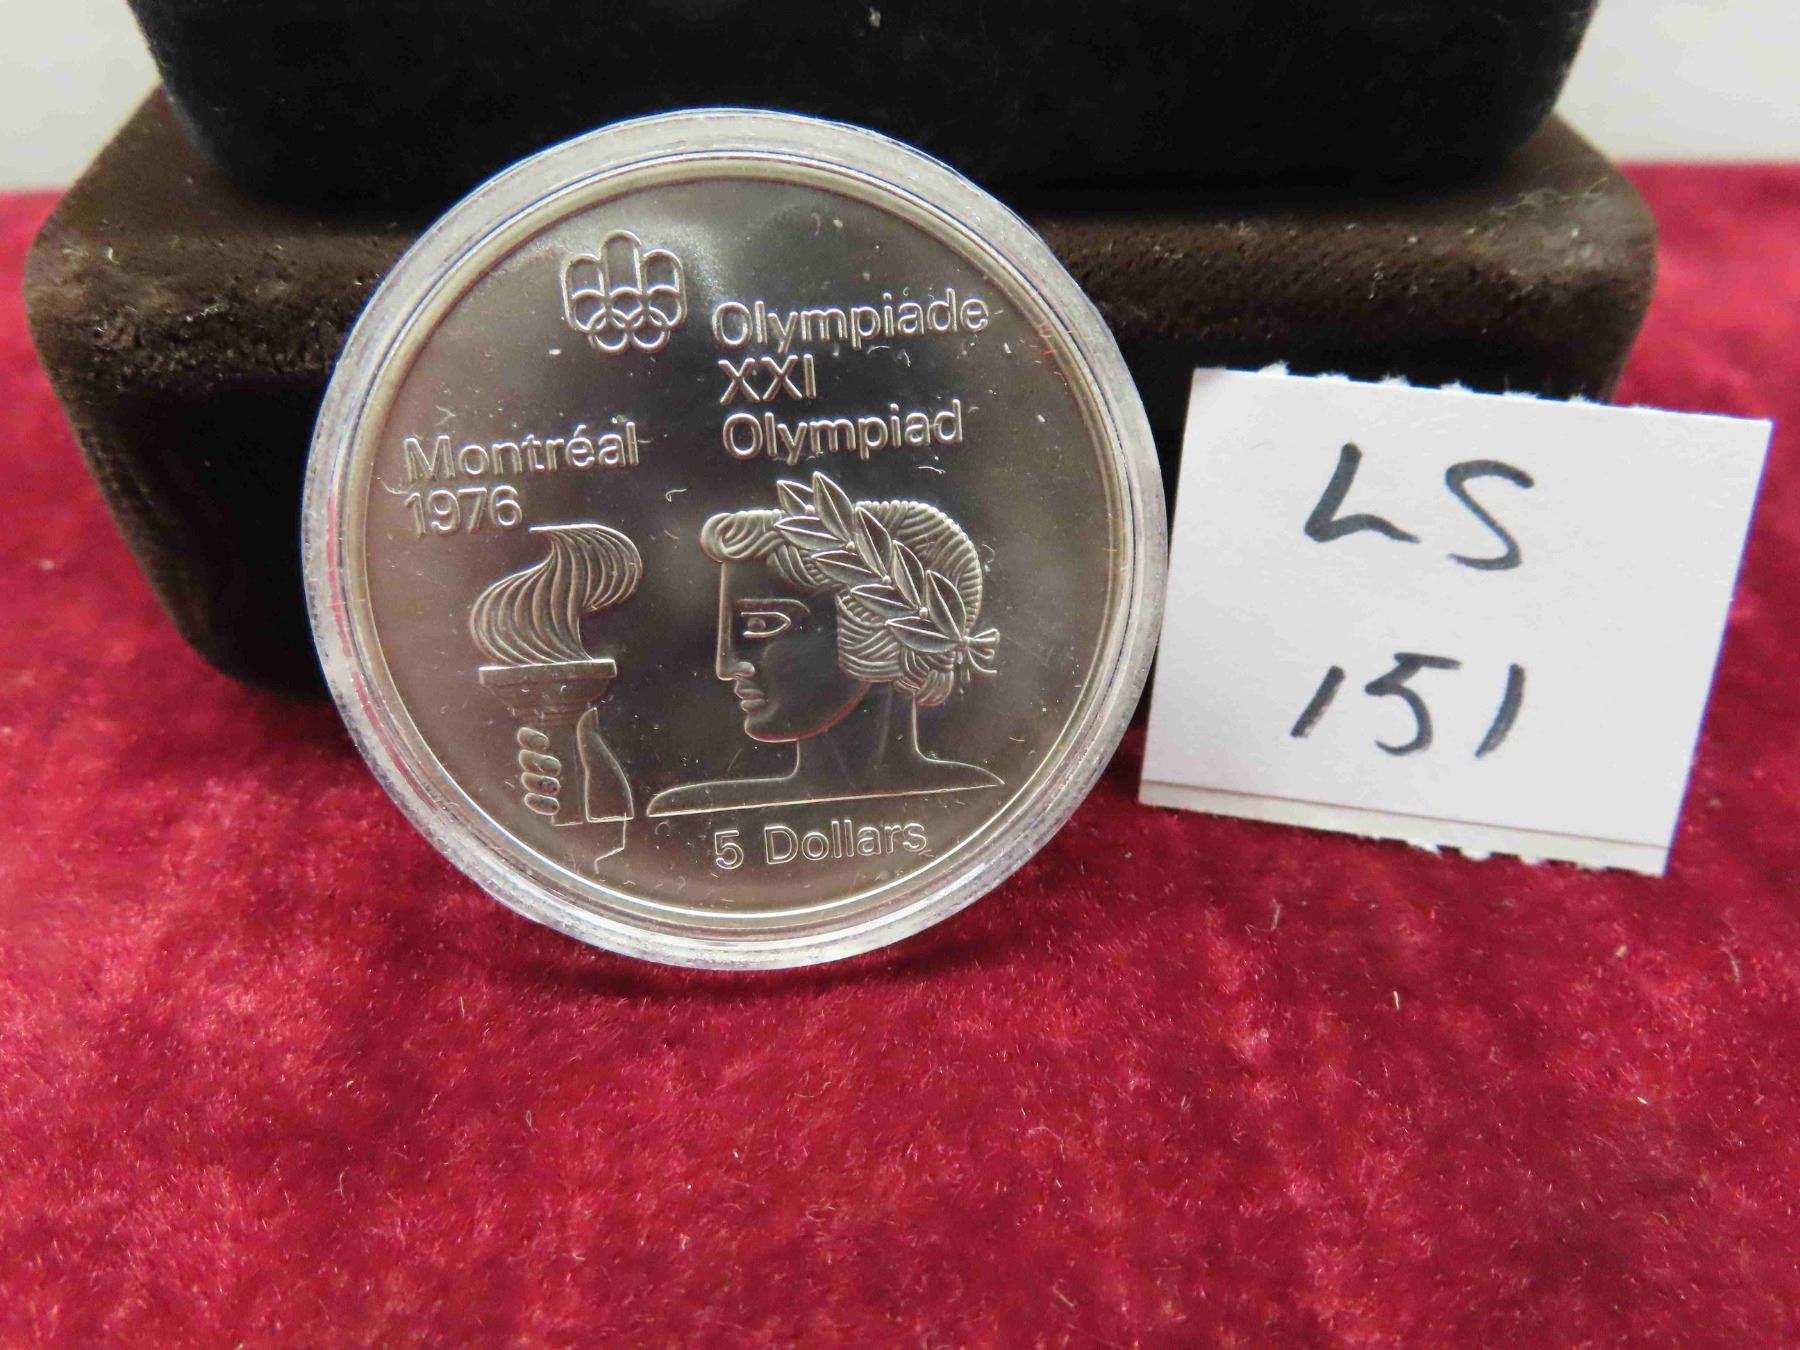 Olympiade
XXI
Olympiad
Montréal
1976
5 Dollars
LS
151